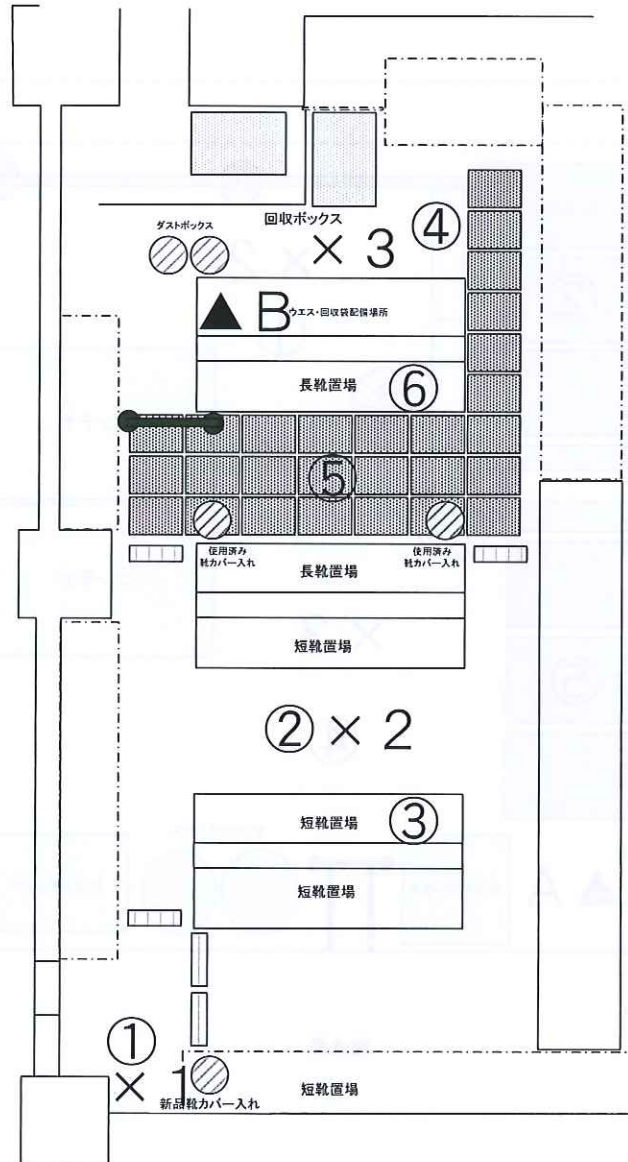 ダストボックス
回収ボックス
× 3
④
▲ B ウエス・回収袋配備場所
長靴置場
⑥
⑤
使用済み
靴カバー入れ
使用済み
靴カバー入れ
長靴置場
短靴置場
② × 2
短靴置場
③
短靴置場
①
× 1
新品靴カバー入れ
短靴置場